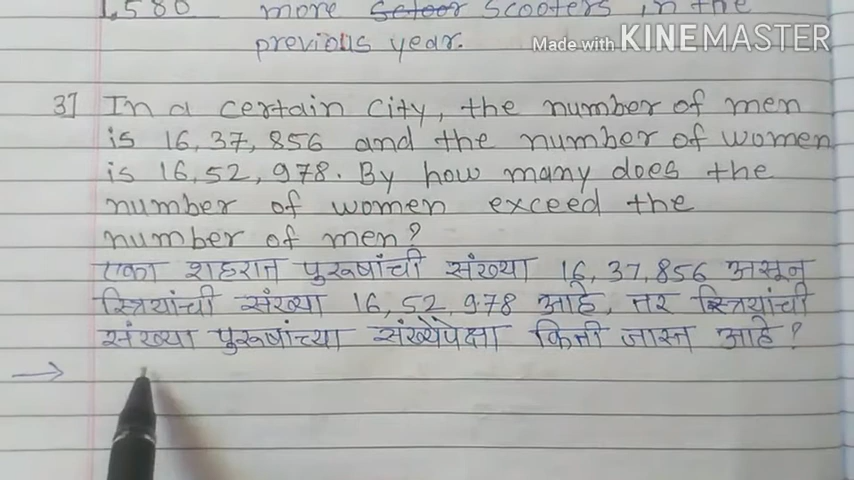 1,580 more scooters in the
previous year.
Made with KINEMASTER
3] In a certain city, the number of men
is 16,37,856 and the number of women
is 16,52,978. By how many does the
number of women exceed the
number of men?
एका शहरात पुरूषांची संख्या 16,37,856 असून
स्त्रियांची संख्या 16,52,978 आहे, तर स्त्रियांची
संख्या पुरूषांच्या संख्येपेक्षा किती जास्त आहे?
→